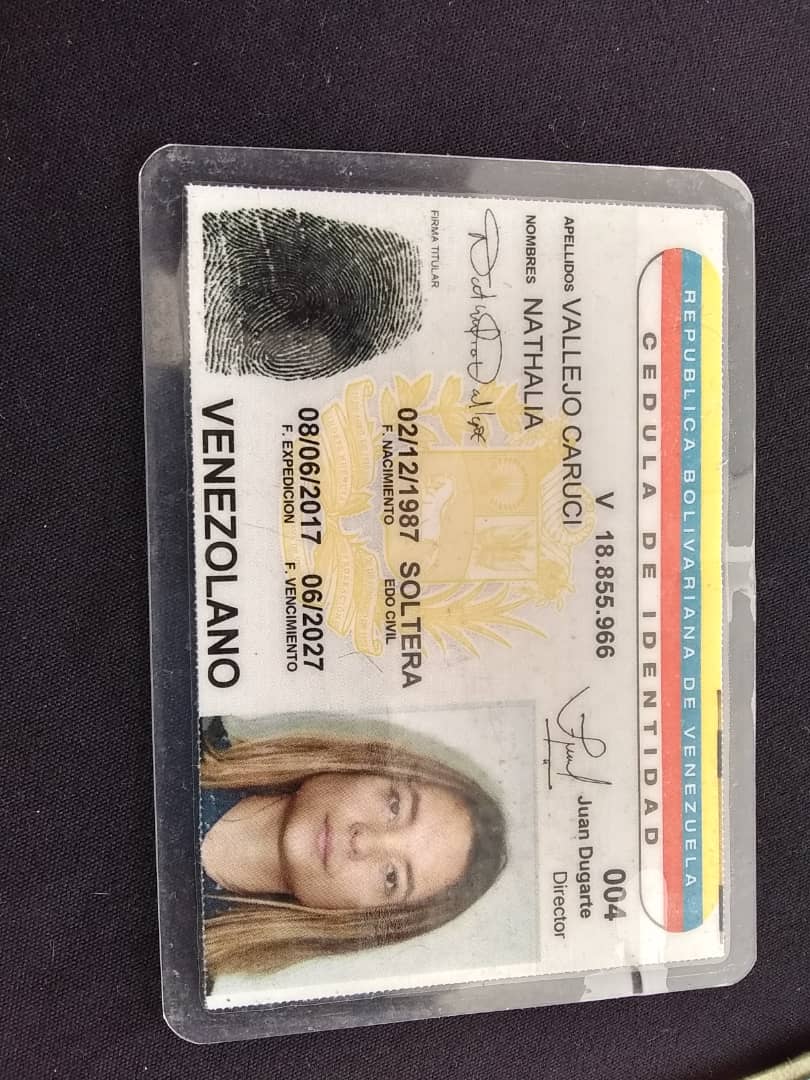 REPUBLICA BOLIVARIANA DE VENEZUELA
CEDULA DE IDENTIDAD
V 18.855.966
004
APELLIDOS VALLEJO CARUCI
Juan Dugarte
Director
NOMBRES NATHALIA
FIRMA TITULAR
02/12/1987 SOLTERA
F. NACIMIENTO EDO CIVIL
08/06/2017 06/2027
F. EXPEDICION F. VENCIMIENTO
VENEZOLANO